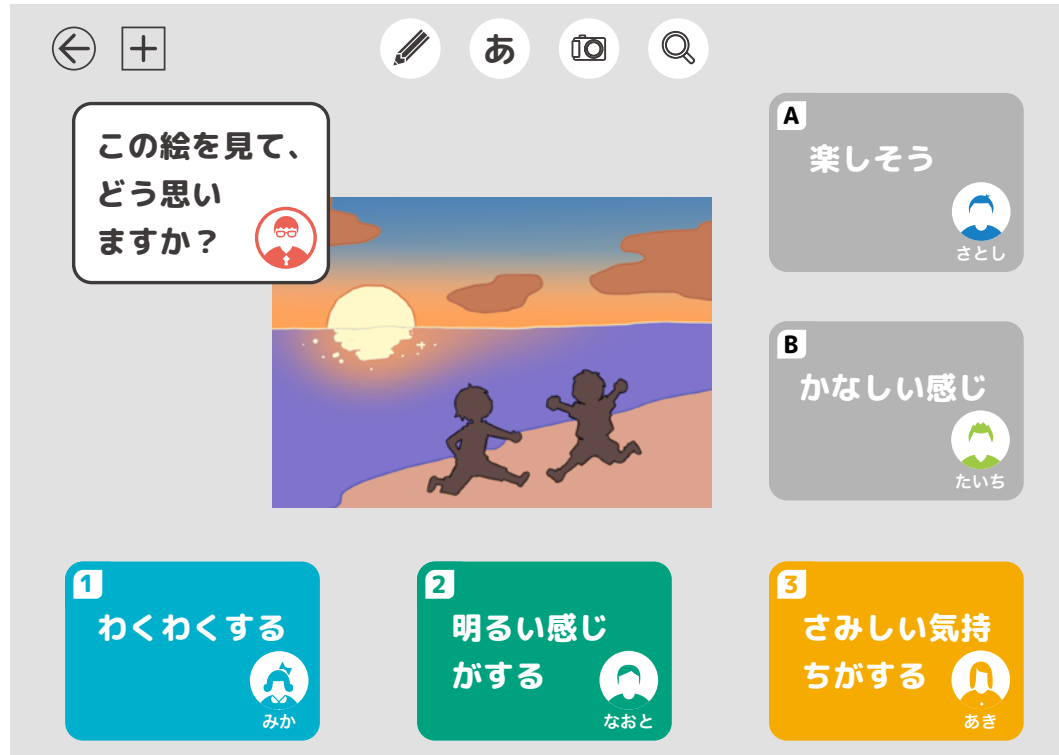 あ
この絵を見て、
どう思い
ますか？
A
楽しそう
さとし
B
かなしい感じ
たいち
1
わくわくする
みか
2
明るい感じ
がする
なおと
3
さみしい気持
ちがする
あき